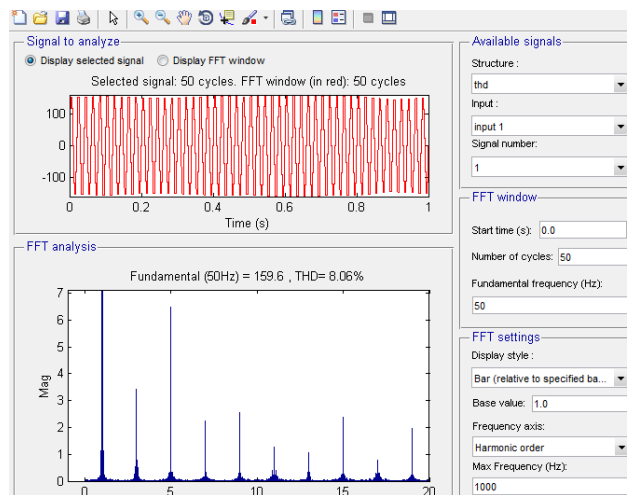 Signal to analyze
Display selected signal Display FFT window
Selected signal: 50 cycles. FFT window (in red): 50 cycles
100
0
-100
0 0.2 0.4 0.6 0.8 1
Time (s)
FFT analysis
Fundamental (50Hz) = 159.6 , THD= 8.06%
7
6
5
4
3
2
1
0
Mag
0 5 10 15 20
Available signals
Structure :
thd
Input :
input 1
Signal number:
1
FFT window
Start time (s): 0.0
Number of cycles: 50
Fundamental frequency (Hz):
50
FFT settings
Display style :
Bar (relative to specified ba...
Base value: 1.0
Frequency axis:
Harmonic order
Max Frequency (Hz):
1000